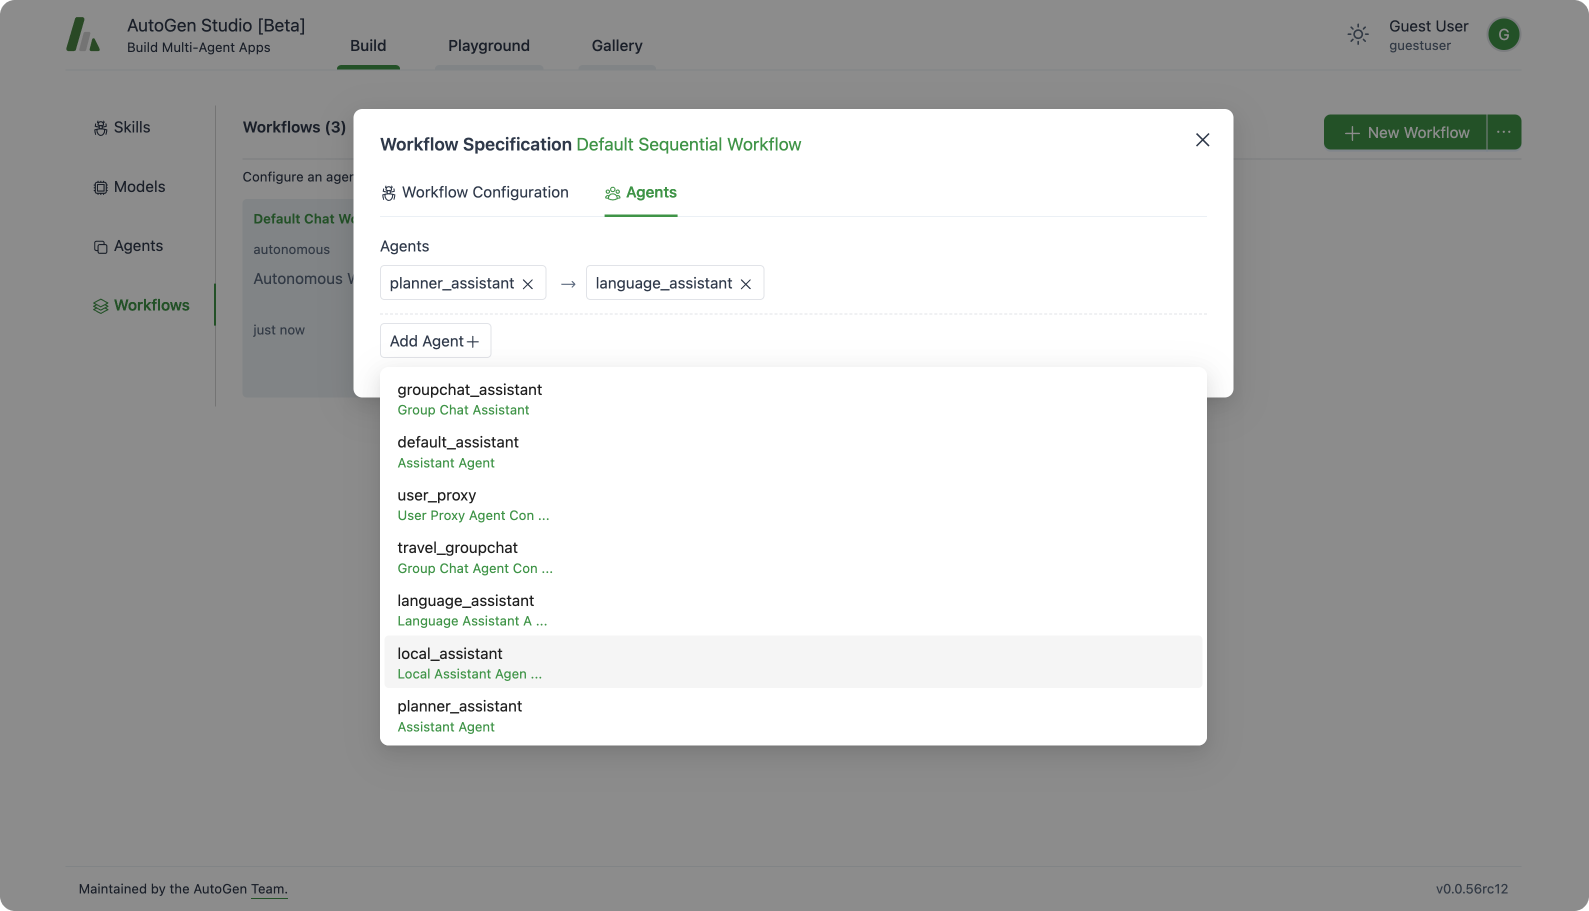 AutoGen Studio [Beta]
Build Multi-Agent Apps
Build
Playground
Gallery
Guest User
guestuser
G
Skills
Models
Agents
Workflows
Workflows (3)
New Workflow
Configure an agen
Default Chat Wo
autonomous
Autonomous W
just now
Workflow Specification Default Sequential Workflow
Workflow Configuration
Agents
Agents
planner_assistant → language_assistant
Add Agent
groupchat_assistant
Group Chat Assistant
default_assistant
Assistant Agent
user_proxy
User Proxy Agent Con ...
travel_groupchat
Group Chat Agent Con ...
language_assistant
Language Assistant A ...
local_assistant
Local Assistant Agen ...
planner_assistant
Assistant Agent
Maintained by the AutoGen Team.
v0.0.56rc12